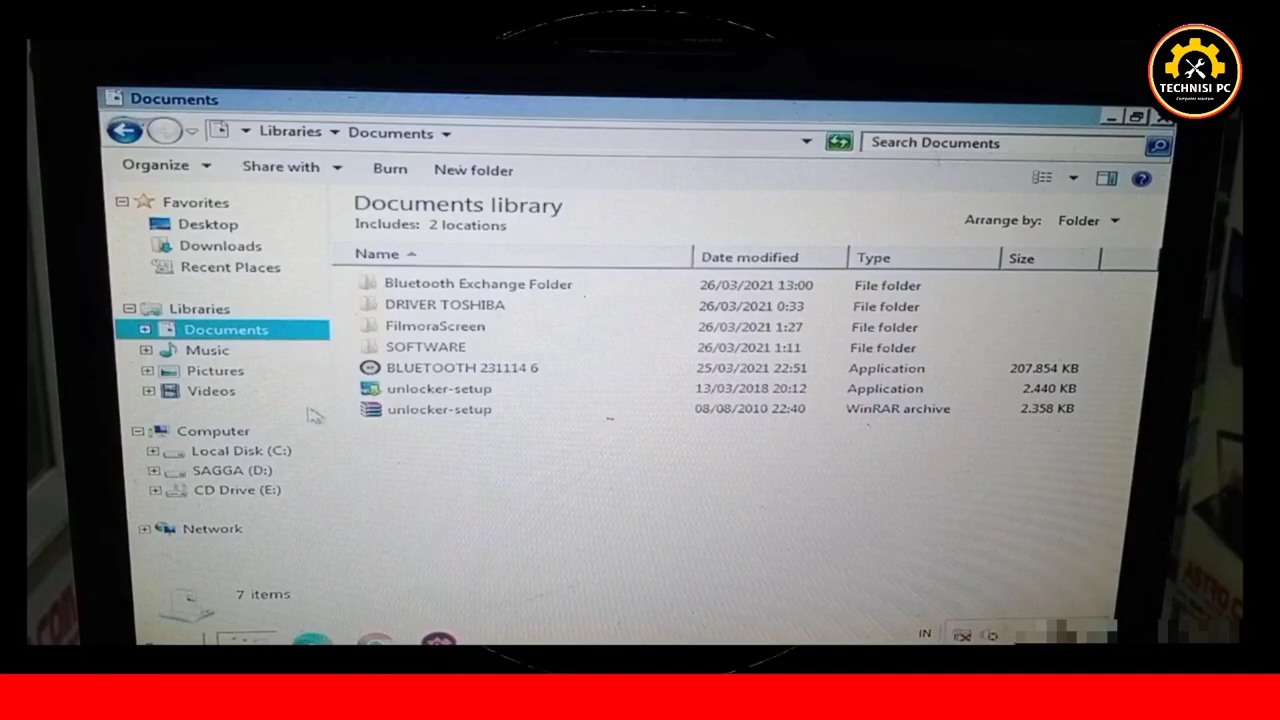 TECHNISI PC
Computer solution
Documents
Libraries Documents
Search Documents
Organize Share with Burn New folder
Favorites
Desktop
Downloads
Recent Places
Libraries
Documents
Music
Pictures
Videos
Computer
Local Disk (C:)
SAGGA (D:)
CD Drive (E:)
Network
Documents library
Includes: 2 locations
Arrange by: Folder
Name Date modified Type Size
Bluetooth Exchange Folder 26/03/2021 13:00 File folder
DRIVER TOSHIBA 26/03/2021 0:33 File folder
FilmoraScreen 26/03/2021 1:27 File folder
SOFTWARE 26/03/2021 1:11 File folder
BLUETOOTH 231114 6 25/03/2021 22:51 Application 207.854 KB
unlocker-setup 13/03/2018 20:12 Application 2.440 KB
unlocker-setup 08/08/2010 22:40 WinRAR archive 2.358 KB
7 items
IN